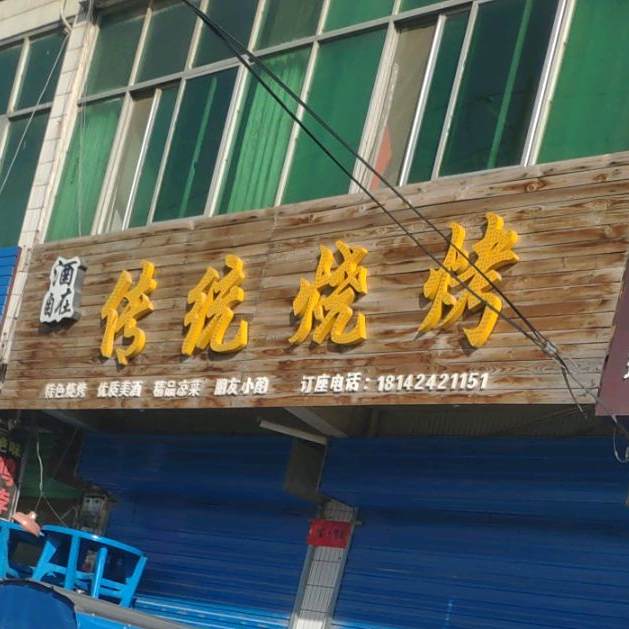 酒
自在
传统烧烤
特色烧烤 优质美酒 精品凉菜 朋友小酌 订座电话：18142421151